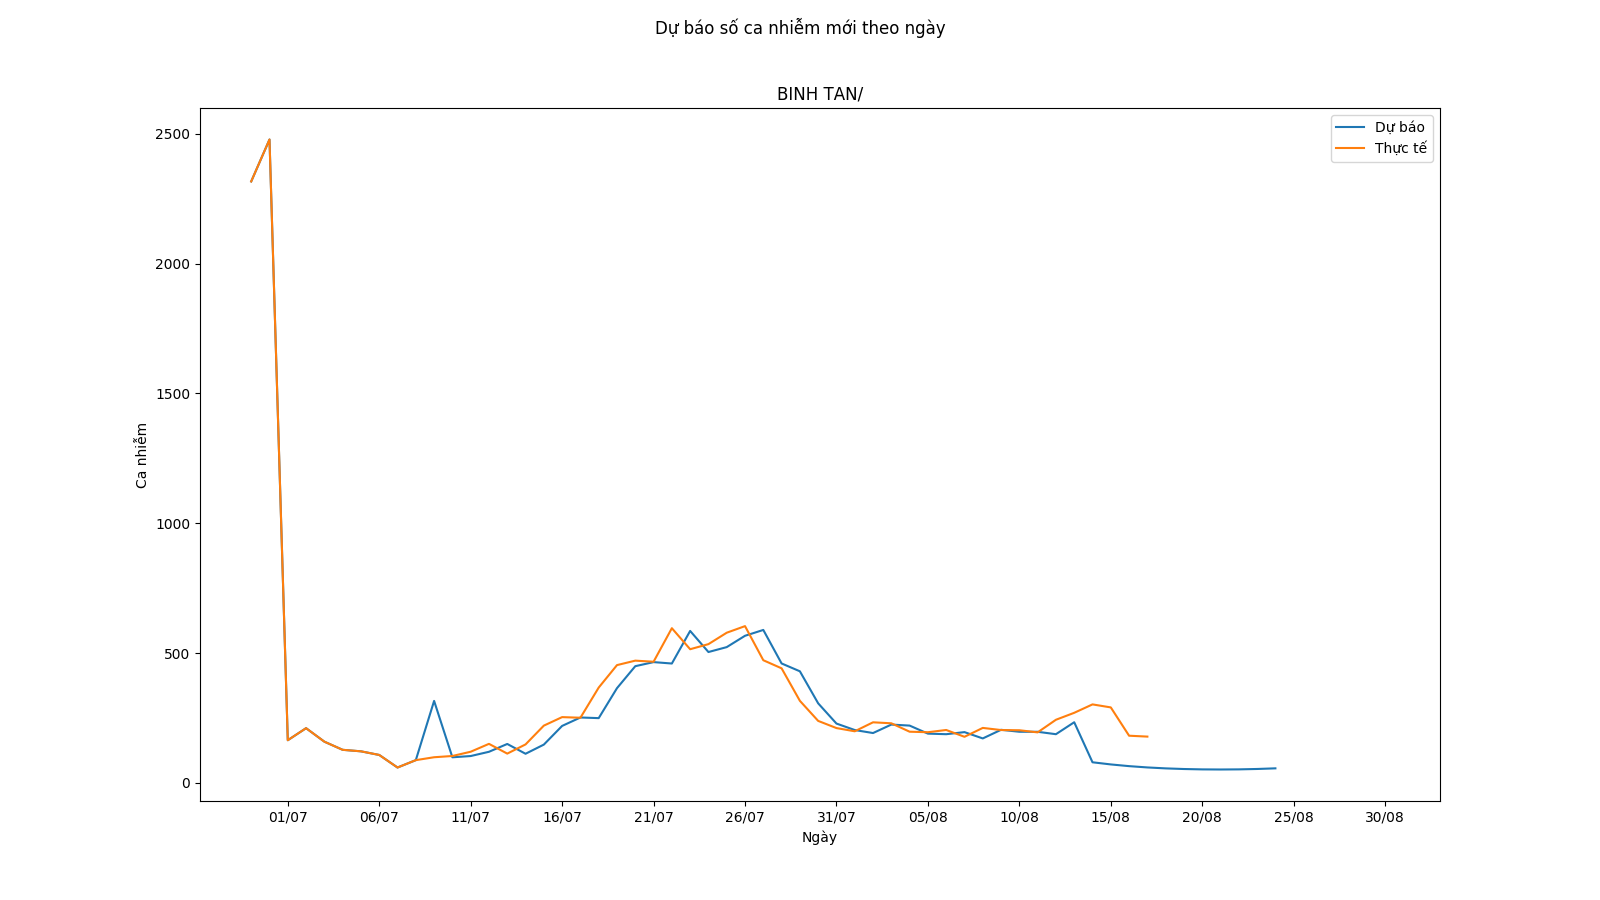 Dự báo số ca nhiễm mới theo ngày
BINH TAN/
Dự báo
Thực tế
Ca nhiễm
2500
2000
1500
1000
500
0
01/07 06/07 11/07 16/07 21/07 26/07 31/07 05/08 10/08 15/08 20/08 25/08 30/08
Ngày